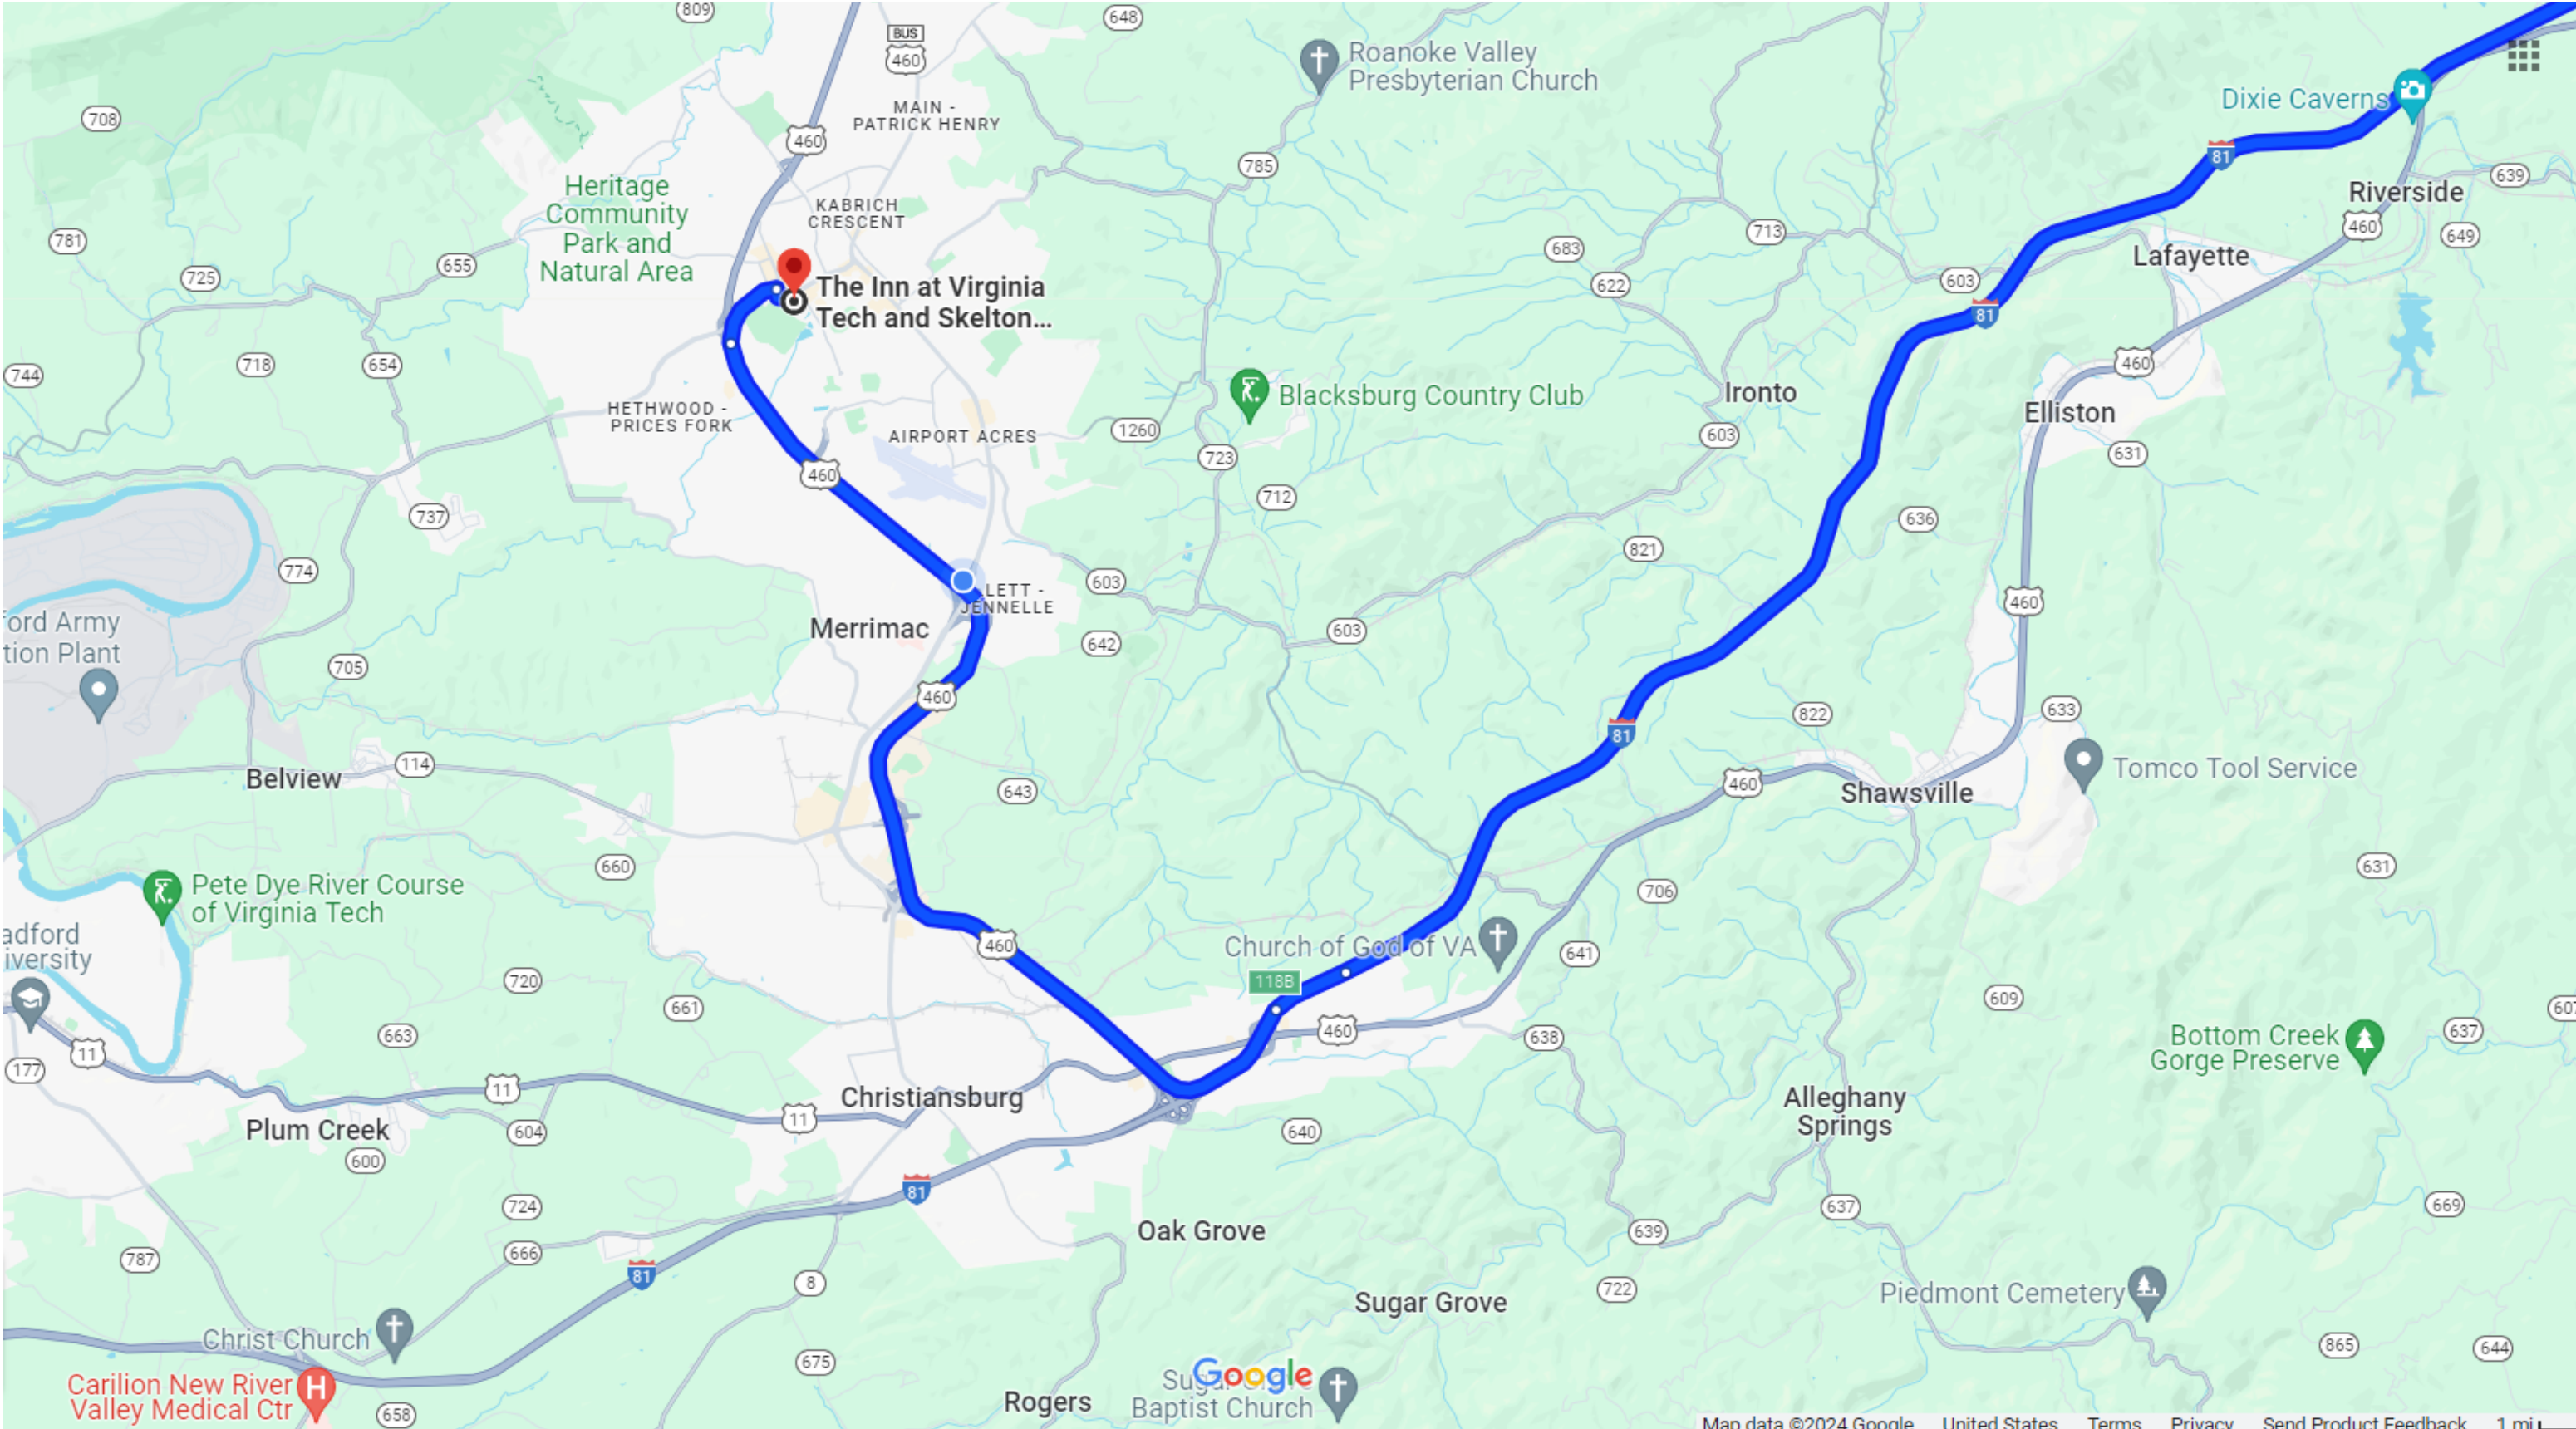 809
648
BUS
460
Roanoke Valley
Presbyterian Church
Dixie Caverns
708
MAIN -
PATRICK HENRY
460
81
785
639
Heritage
Community
Park and
Natural Area
Riverside
KABRICH
CRESCENT
460
649
781
713
683
Lafayette
655
725
622
603
The Inn at Virginia
Tech and Skelton...
81
744
718
654
460
Blacksburg Country Club
Ironto
HETHWOOD -
PRICES FORK
Elliston
AIRPORT ACRES
1260
603
723
631
460
712
737
636
821
774
603
LETT -
JENNELLE
460
ford Army
tion Plant
Merrimac
603
642
705
460
633
822
81
114
Belview
460
Tomco Tool Service
643
Shawsville
660
631
Pete Dye River Course
of Virginia Tech
706
adford
iversity
460
Church of God of VA
641
720
118B
661
609
607
663
460
638
637
Bottom Creek
Gorge Preserve
11
177
11
Christiansburg
Alleghany
Springs
11
Plum Creek
604
640
600
81
724
637
669
Oak Grove
639
666
787
81
8
722
Piedmont Cemetery
Sugar Grove
Christ Church
865
644
675
Google
Carilion New River
Valley Medical Ctr
Rogers
Baptist Church
658
Map data ©2024 Google United States Terms Privacy Send Product Feedback 1 mi